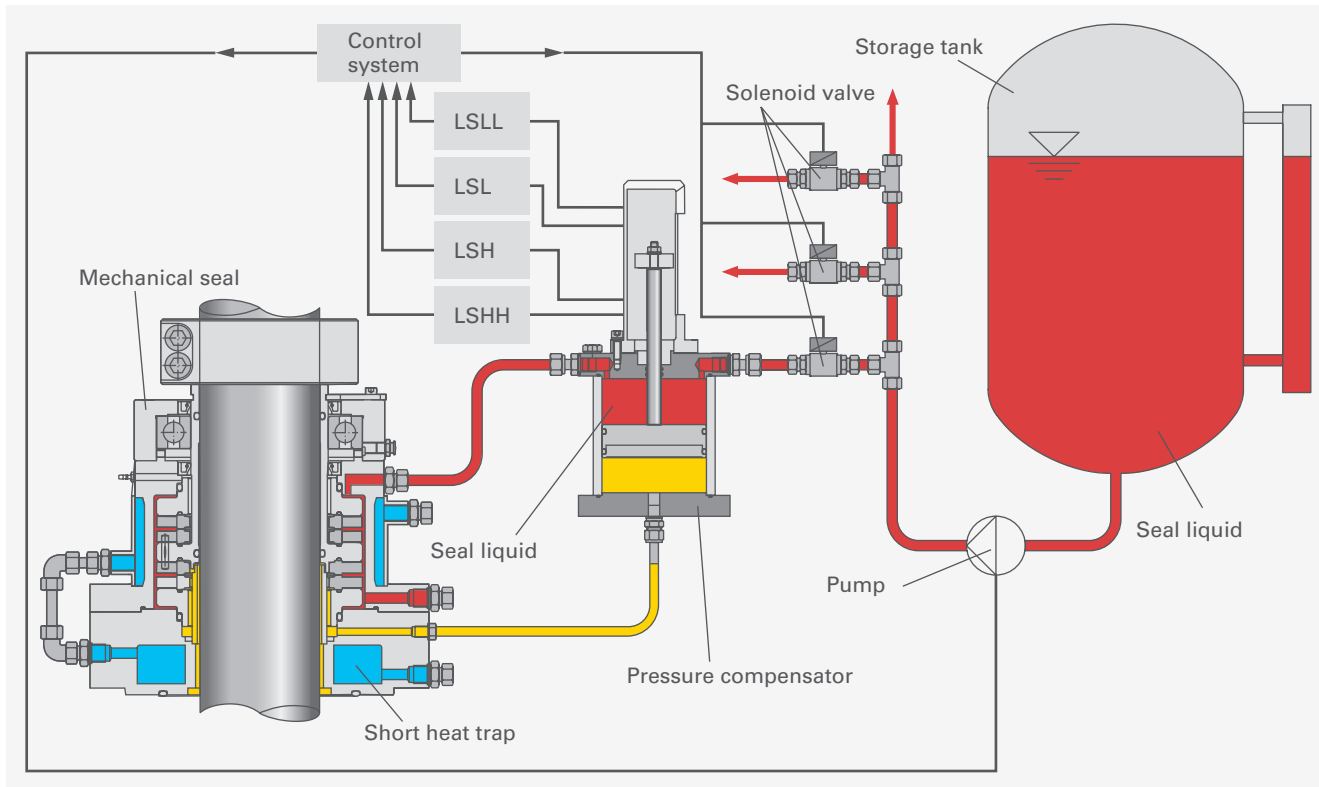 Control
system
Storage tank
Solenoid valve
LSLL
LSL
LSH
LSHH
Mechanical seal
Seal liquid
Seal liquid
Pump
Pressure compensator
Short heat trap